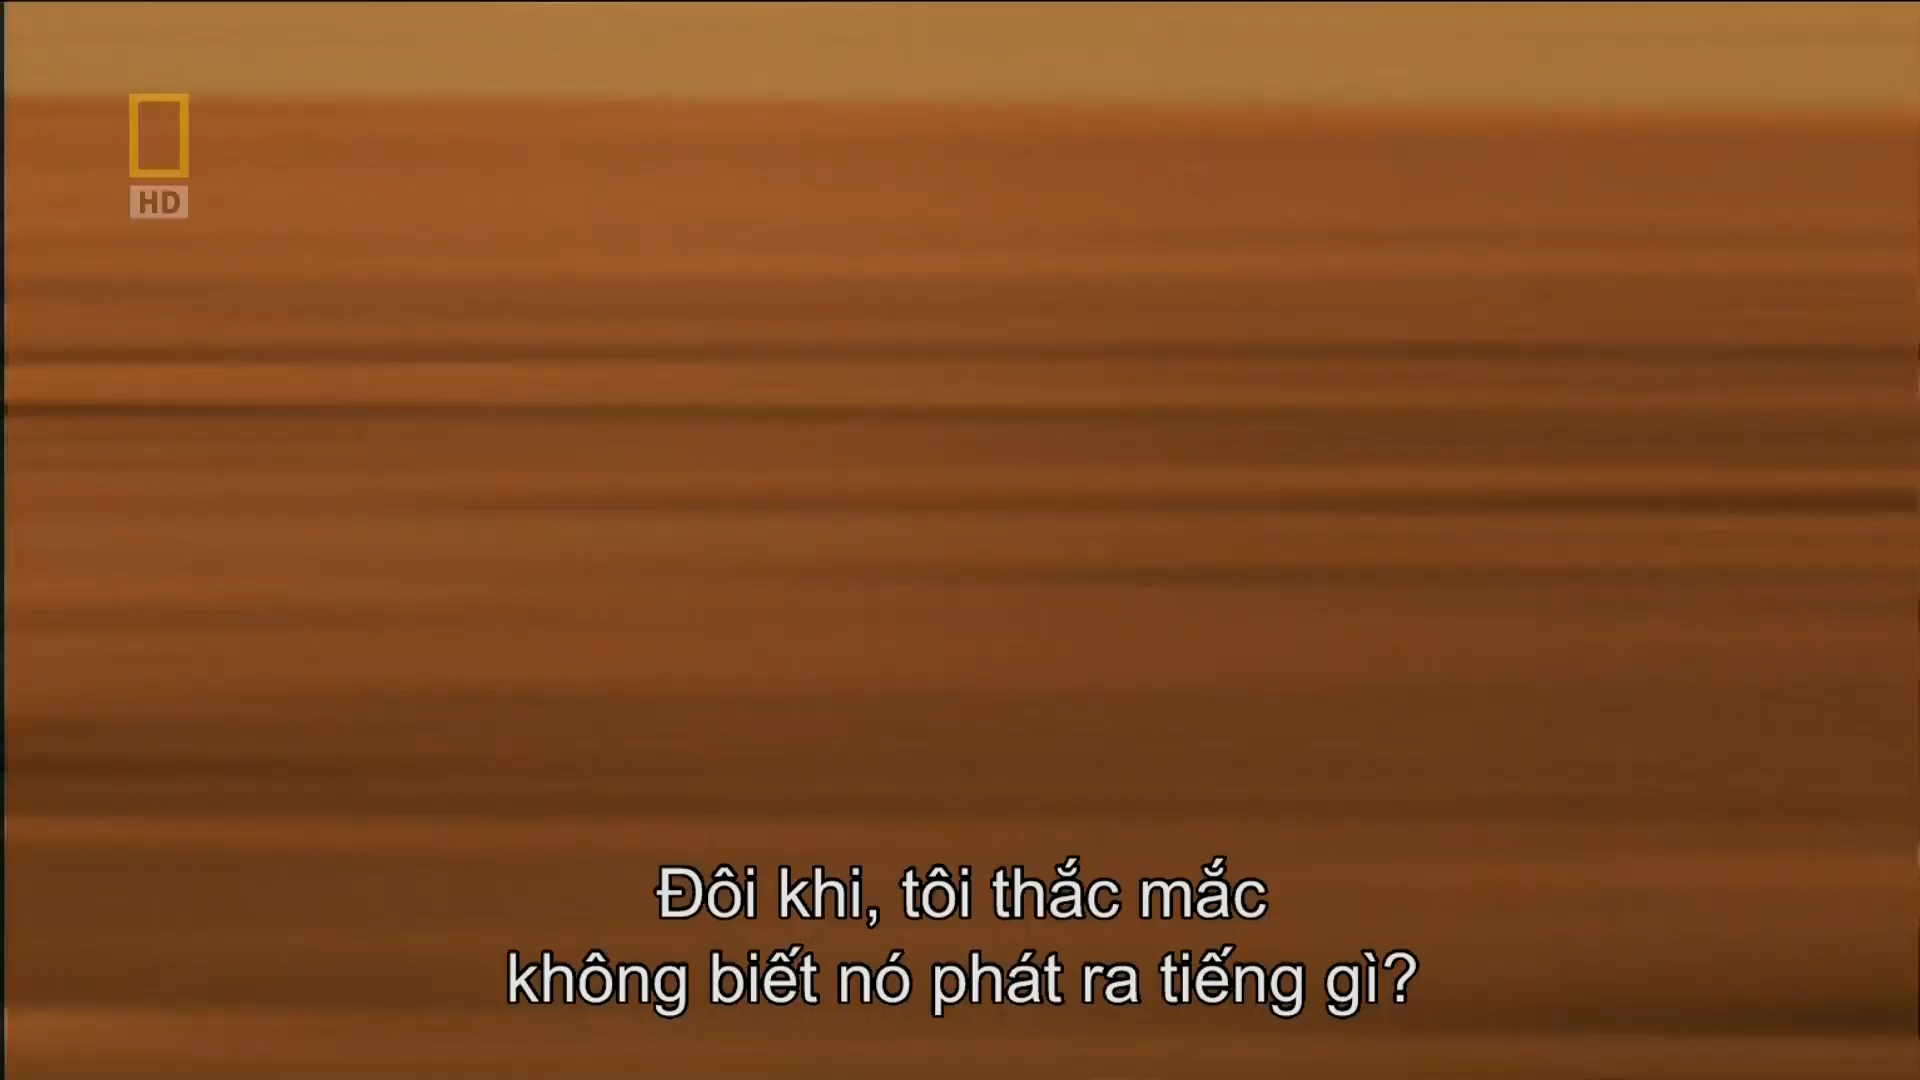 HD
Đôi khi, tôi thắc mắc
không biết nó phát ra tiếng gì?